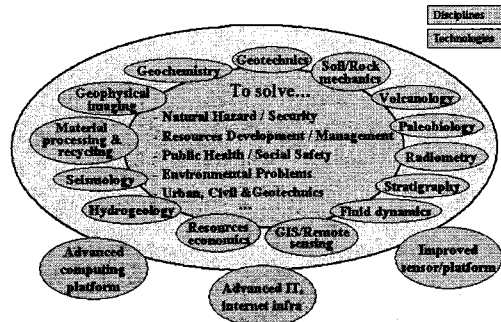 Disciplines
Technologies
Geotechnics
Geochemistry
Soil/Rock
mechanics
Geophysical
imaging
Volcanology
Material
processing &
recycling
Paleobiology
Seismology
Radiometry
Hydrogeology
Stratigraphy
Resources
economics
GIS/Remote
sensing
Fluid dynamics
To solve...
- Natural Hazard / Security
- Resources Development / Management
- Public Health / Social Safety
- Environmental Problems
- Urban, Civil &Geotechnics
...
Advanced
computing
platform
Advanced IT,
internet infra
Improved
sensor/platform